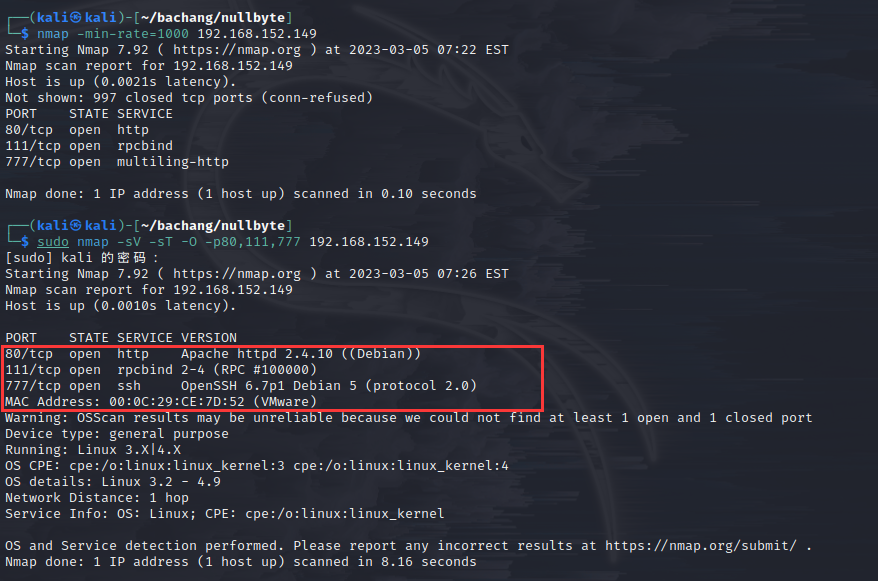 ┌──(kali㉿kali)-[~/bachang/nullbyte]
└─$ nmap -min-rate=1000 192.168.152.149
Starting Nmap 7.92 ( https://nmap.org ) at 2023-03-05 07:22 EST
Nmap scan report for 192.168.152.149
Host is up (0.0021s latency).
Not shown: 997 closed tcp ports (conn-refused)
PORT    STATE SERVICE
80/tcp  open  http
111/tcp open  rpcbind
777/tcp open  multiling-http
Nmap done: 1 IP address (1 host up) scanned in 0.10 seconds
┌──(kali㉿kali)-[~/bachang/nullbyte]
└─$ sudo nmap -sV -sT -O -p80,111,777 192.168.152.149
[sudo] kali 的密码：
Starting Nmap 7.92 ( https://nmap.org ) at 2023-03-05 07:26 EST
Nmap scan report for 192.168.152.149
Host is up (0.0010s latency).
PORT    STATE SERVICE VERSION
80/tcp  open  http    Apache httpd 2.4.10 ((Debian))
111/tcp open  rpcbind 2-4 (RPC #100000)
777/tcp open  ssh     OpenSSH 6.7p1 Debian 5 (protocol 2.0)
MAC Address: 00:0C:29:CE:7D:52 (VMware)
Warning: OSScan results may be unreliable because we could not find at least 1 open and 1 closed port
Device type: general purpose
Running: Linux 3.X|4.X
OS CPE: cpe:/o:linux:linux_kernel:3 cpe:/o:linux:linux_kernel:4
OS details: Linux 3.2 - 4.9
Network Distance: 1 hop
Service Info: OS: Linux; CPE: cpe:/o:linux:linux_kernel
OS and Service detection performed. Please report any incorrect results at https://nmap.org/submit/ .
Nmap done: 1 IP address (1 host up) scanned in 8.16 seconds